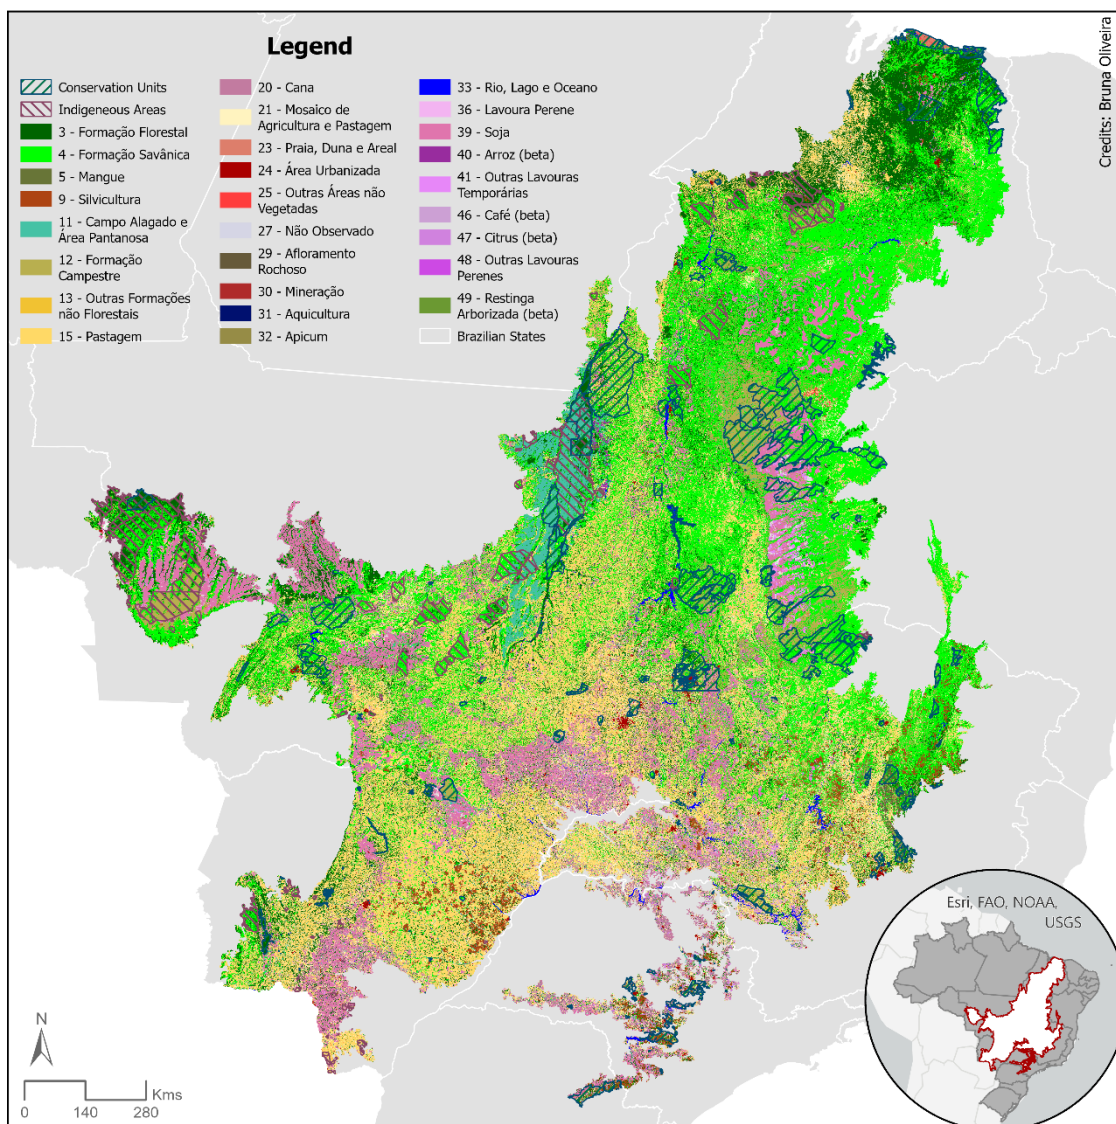 Legend
Conservation Units
Indigeneous Areas
3 - Formação Florestal
4 - Formação Savânica
5 - Mangue
9 - Silvicultura
11 - Campo Alagado e
Área Pantanosa
12 - Formação
Campestre
13 - Outras Formações
não Florestais
15 - Pastagem
20 - Cana
21 - Mosaico de
Agricultura e Pastagem
23 - Praia, Duna e Areal
24 - Área Urbanizada
25 - Outras Áreas não
Vegetadas
27 - Não Observado
29 - Afloramento
Rochoso
30 - Mineração
31 - Aquicultura
32 - Apicum
33 - Rio, Lago e Oceano
36 - Lavoura Perene
39 - Soja
40 - Arroz (beta)
41 - Outras Lavouras
Temporárias
46 - Café (beta)
47 - Citrus (beta)
48 - Outras Lavouras
Perenes
49 - Restinga
Arborizada (beta)
Brazilian States
Credits: Bruna Oliveira
Esri, FAO, NOAA,
USGS
N
Kms
0 140 280